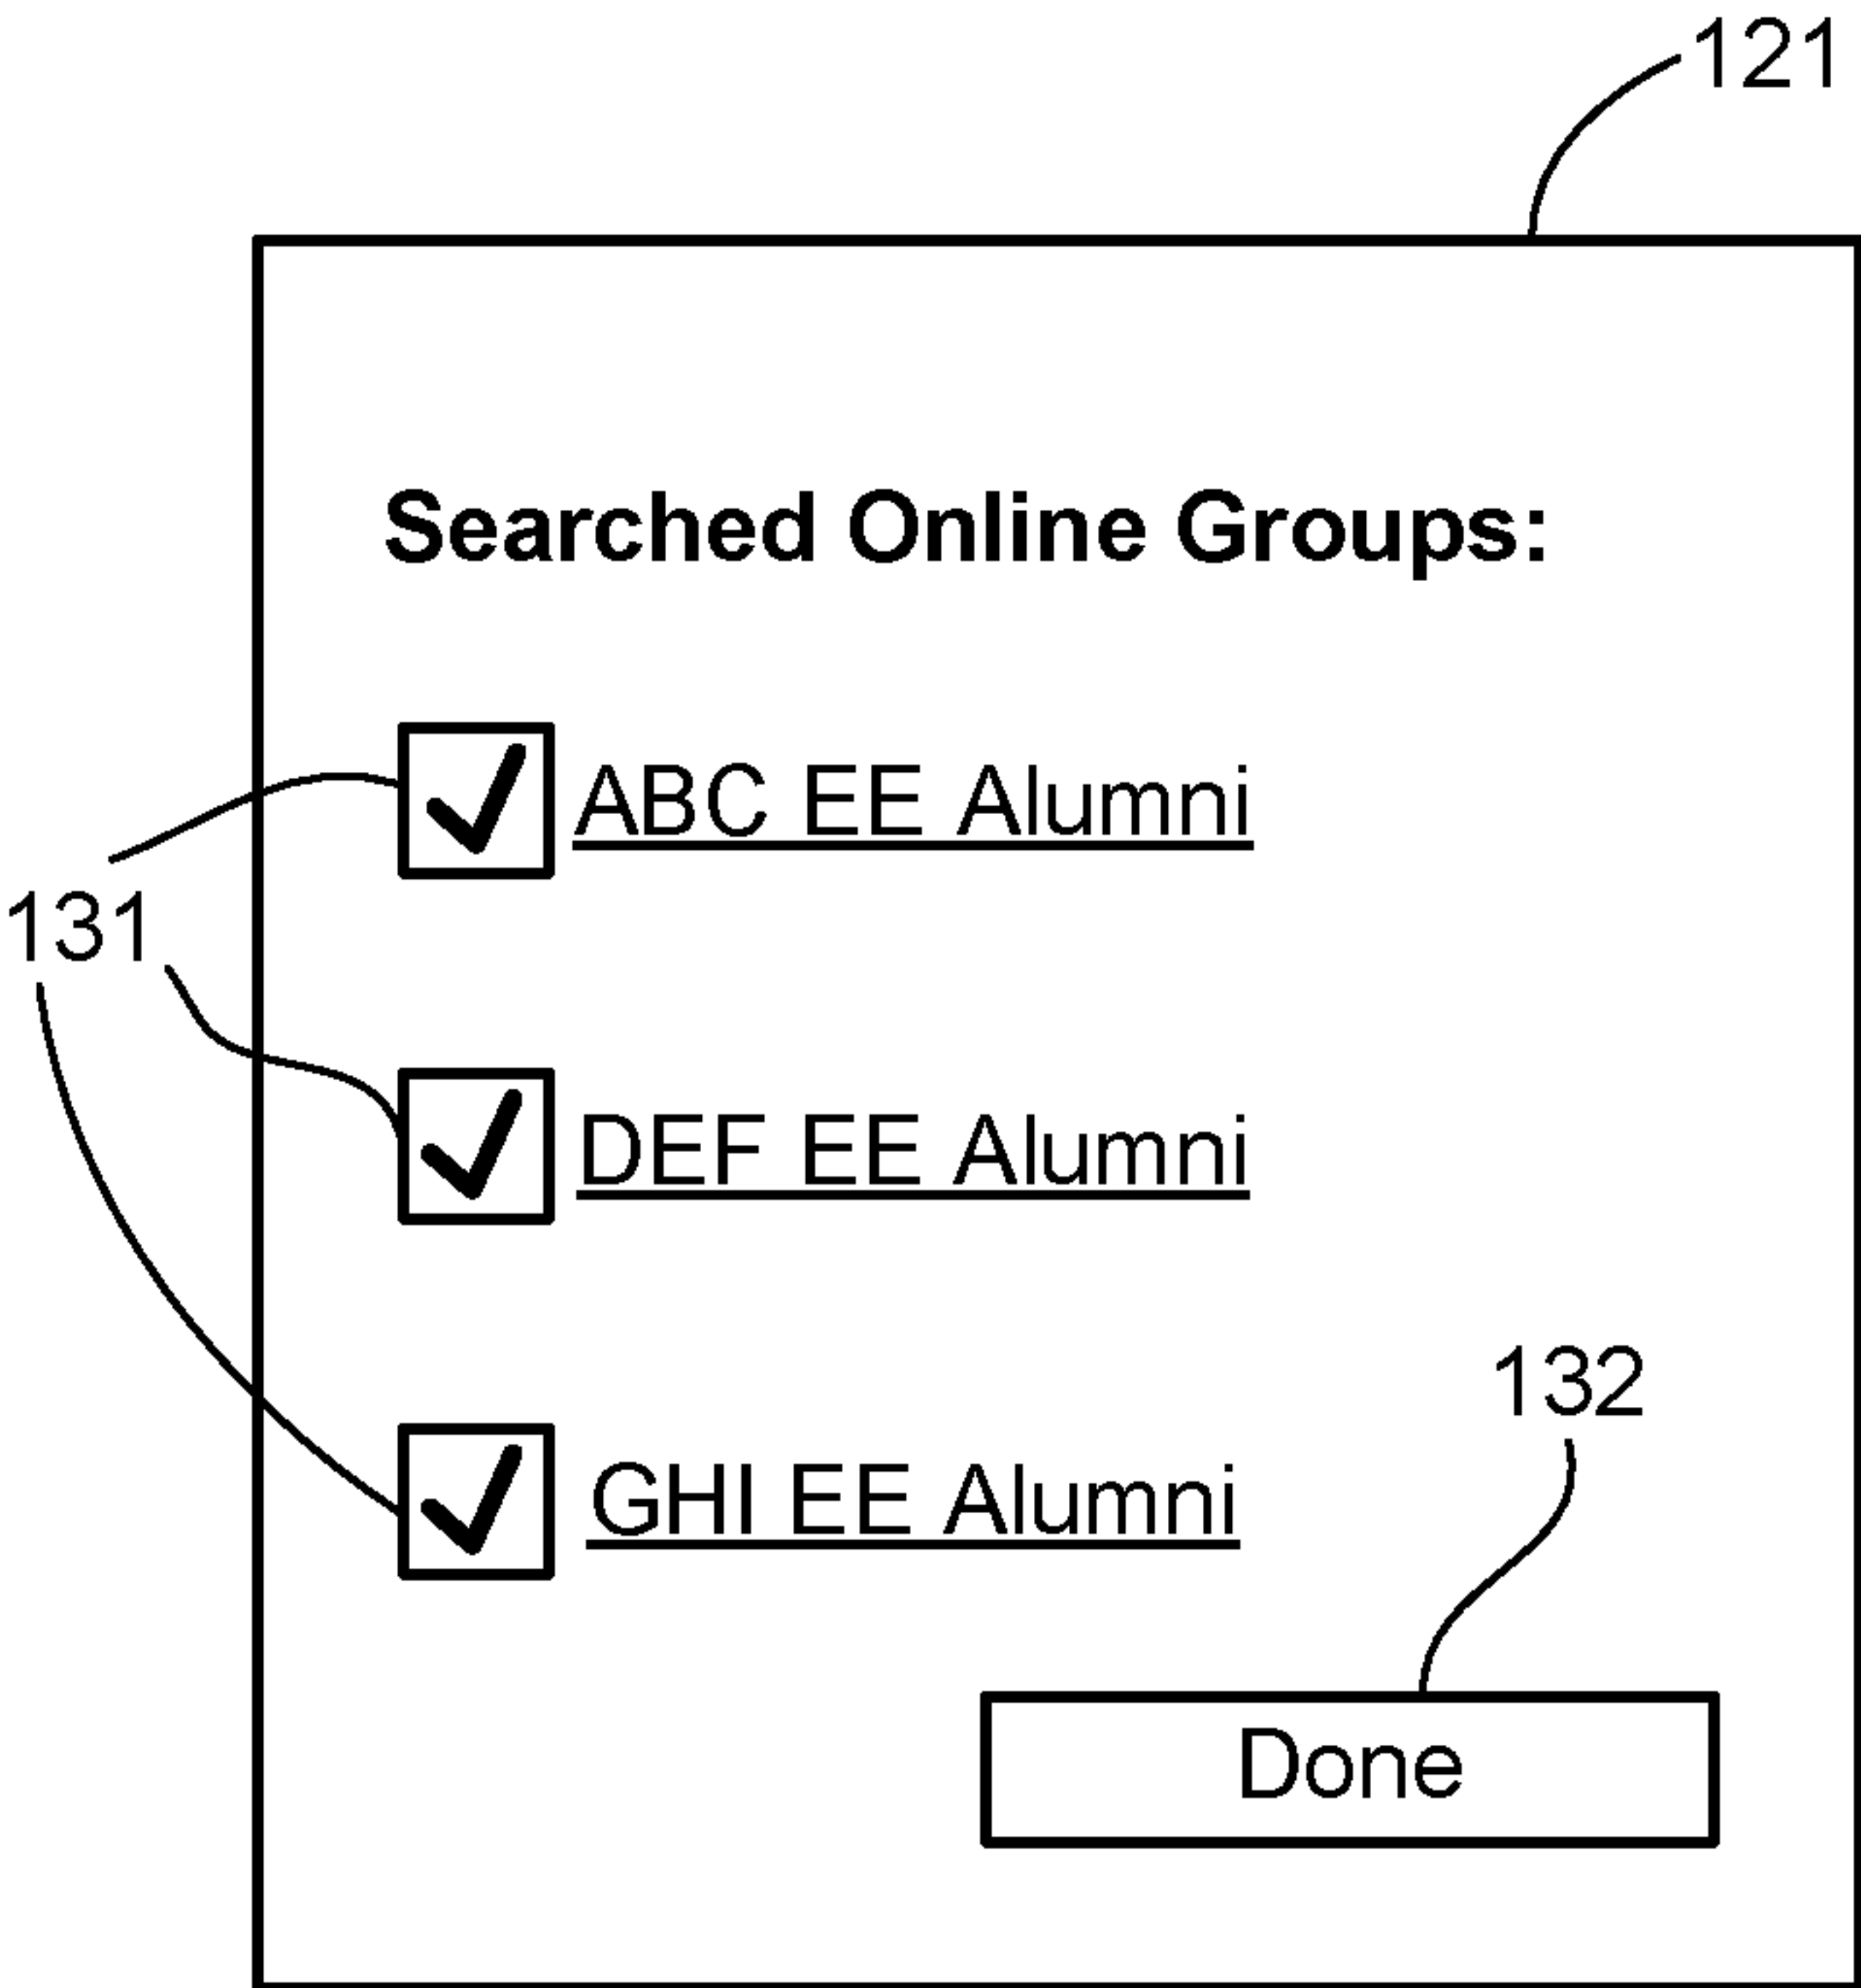 121
Searched Online Groups:
ABC EE Alumni
131
DEF EE Alumni
132
GHI EE Alumni
Done